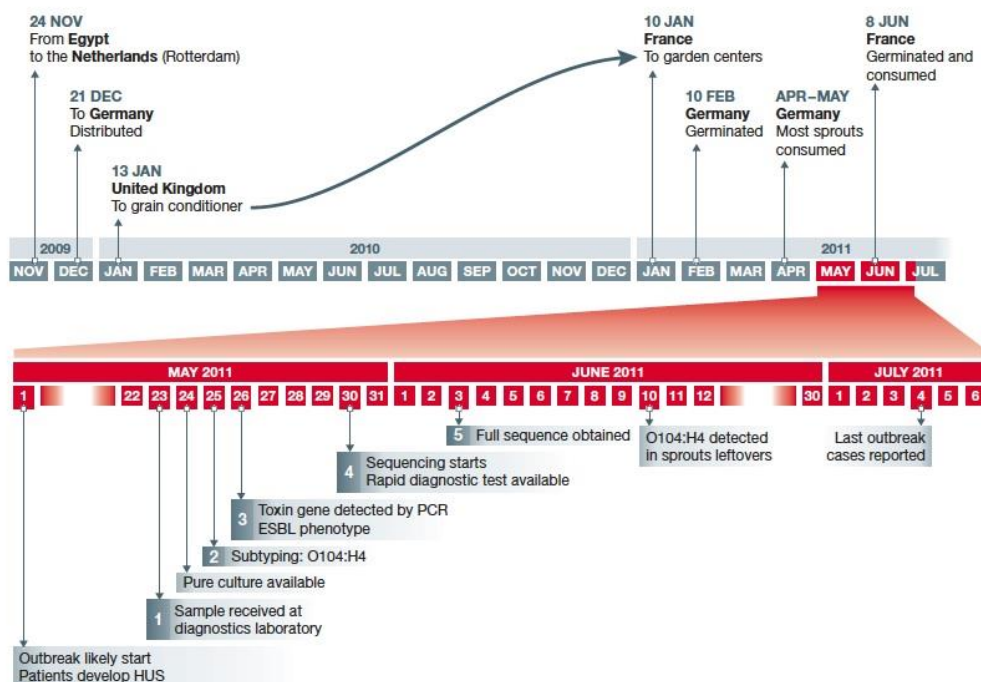 24 NOV
From Egypt
to the Netherlands (Rotterdam)
21 DEC
To Germany
Distributed
13 JAN
United Kingdom
To grain conditioner
10 JAN
France
To garden centers
10 FEB
Germany
Germinated
APR–MAY
Germany
Most sprouts
consumed
8 JUN
France
Germinated and
consumed
2009 2010 2011
NOV DEC JAN FEB MAR APR MAY JUN JUL AUG SEP OCT NOV DEC JAN FEB MAR APR MAY JUN JUL
MAY 2011 JUNE 2011 JULY 2011
1 22 23 24 25 26 27 28 29 30 31 1 2 3 4 5 6 7 8 9 10 11 12 30 1 2 3 4 5 6
5 Full sequence obtained
O104:H4 detected
in sprouts leftovers
Last outbreak
cases reported
4 Sequencing starts
Rapid diagnostic test available
3 Toxin gene detected by PCR
ESBL phenotype
2 Subtyping: O104:H4
Pure culture available
1 Sample received at
diagnostics laboratory
Outbreak likely start
Patients develop HUS